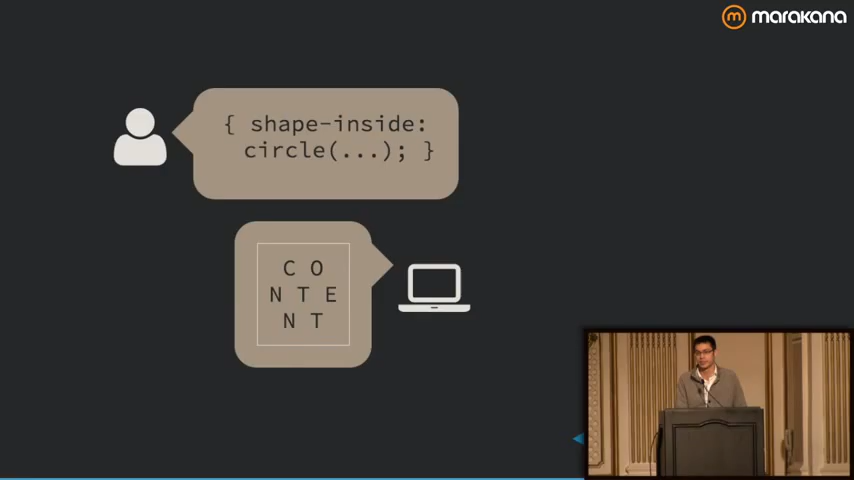 marakana
{ shape-inside:
circle(...); }
C O
N T E
N T